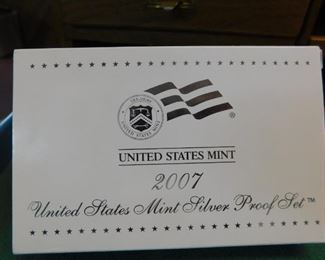 UNITED STATES MINT
2007
United States Mint Silver Proof Set™